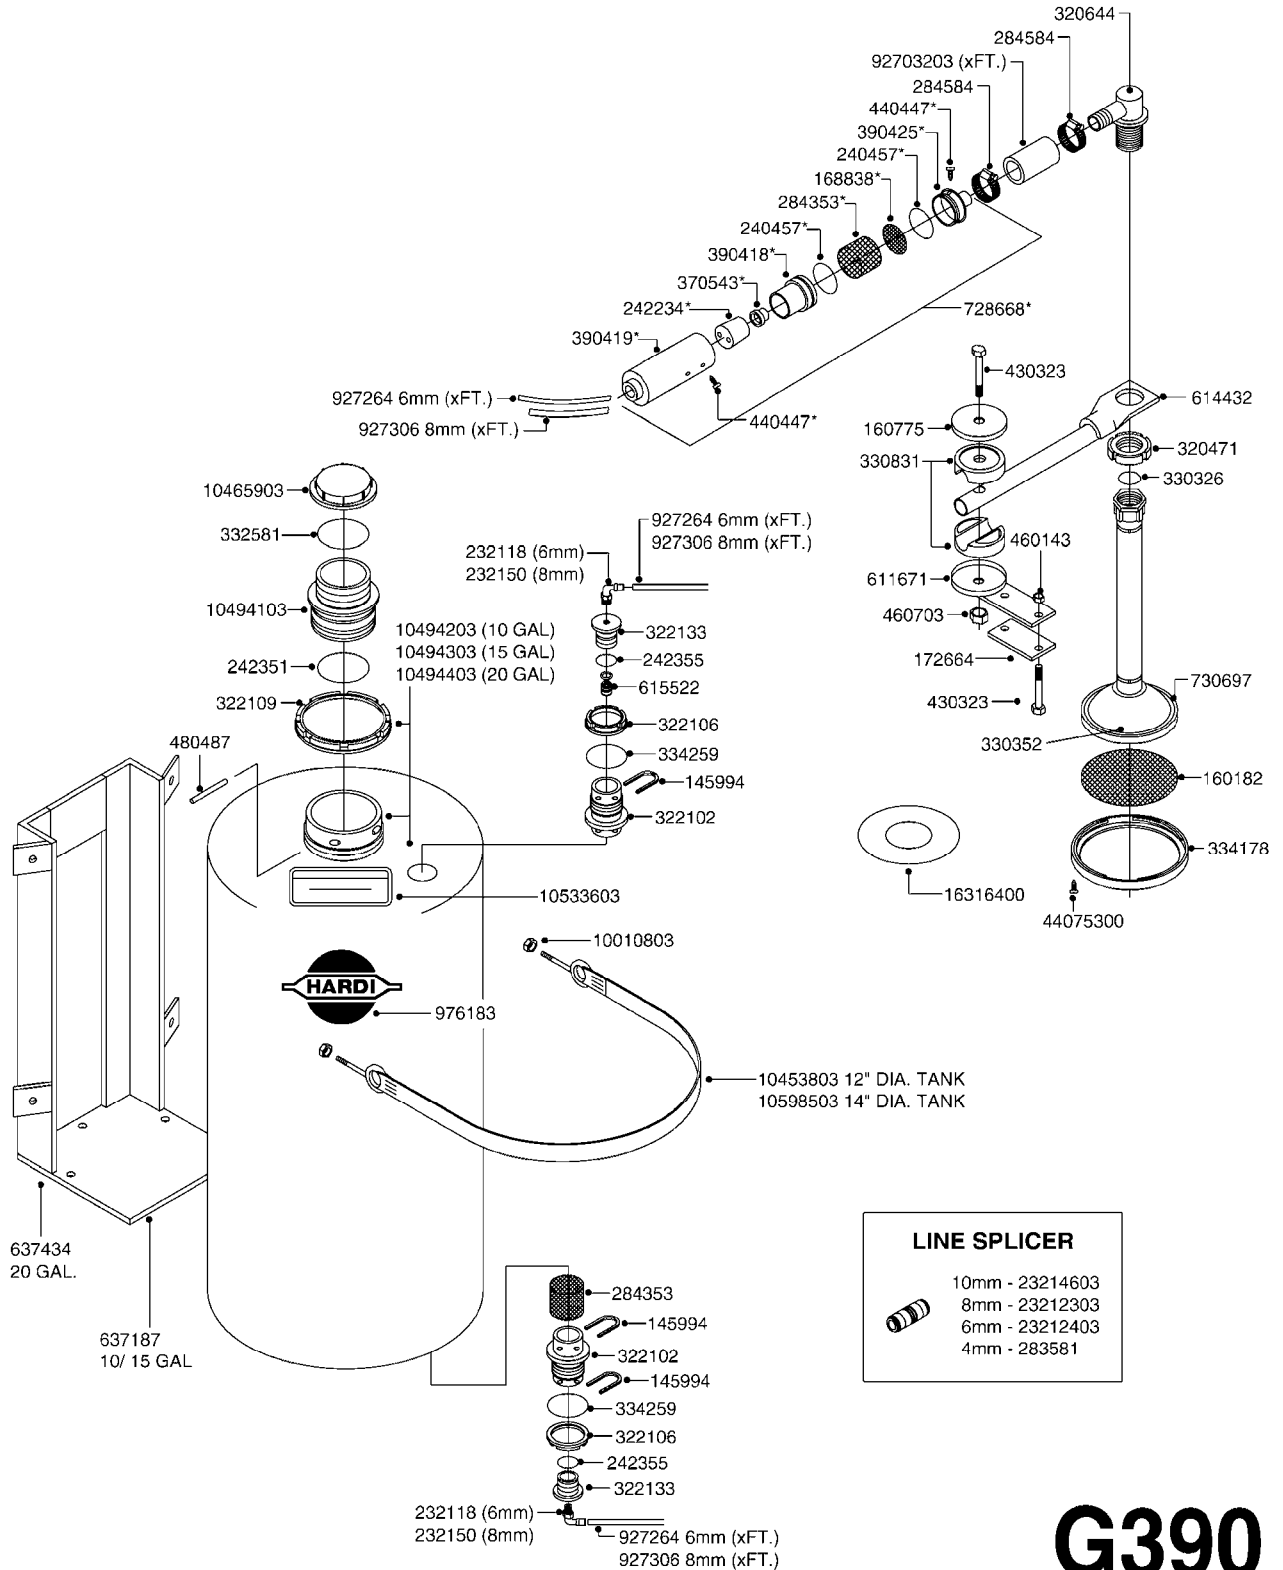 320644
284584
92703203 (xFT.)
284584
440447*
390425*
240457*
168838*
284353*
240457*
390418*
370543*
242234*
390419*
728668*
927264 6mm (xFT.)
927306 8mm (xFT.)
440447*
430323
614432
160775
320471
330831
330326
460143
611671
460703
172664
430323
730697
330352
160182
334178
16316400
44075300
10465903
332581
10494103
242351
322109
480487
927264 6mm (xFT.)
927306 8mm (xFT.)
232118 (6mm)
232150 (8mm)
10494203 (10 GAL)
10494303 (15 GAL)
10494403 (20 GAL)
322133
242355
615522
322106
334259
145994
322102
10533603
10010803
HARDI
976183
10453803 12" DIA. TANK
10598503 14" DIA. TANK
637434
20 GAL.
637187
10/ 15 GAL
284353
145994
322102
145994
334259
322106
242355
322133
232118 (6mm)
232150 (8mm)
927264 6mm (xFT.)
927306 8mm (xFT.)
LINE SPLICER
10mm - 23214603
8mm - 23212303
6mm - 23212403
4mm - 283581
G390